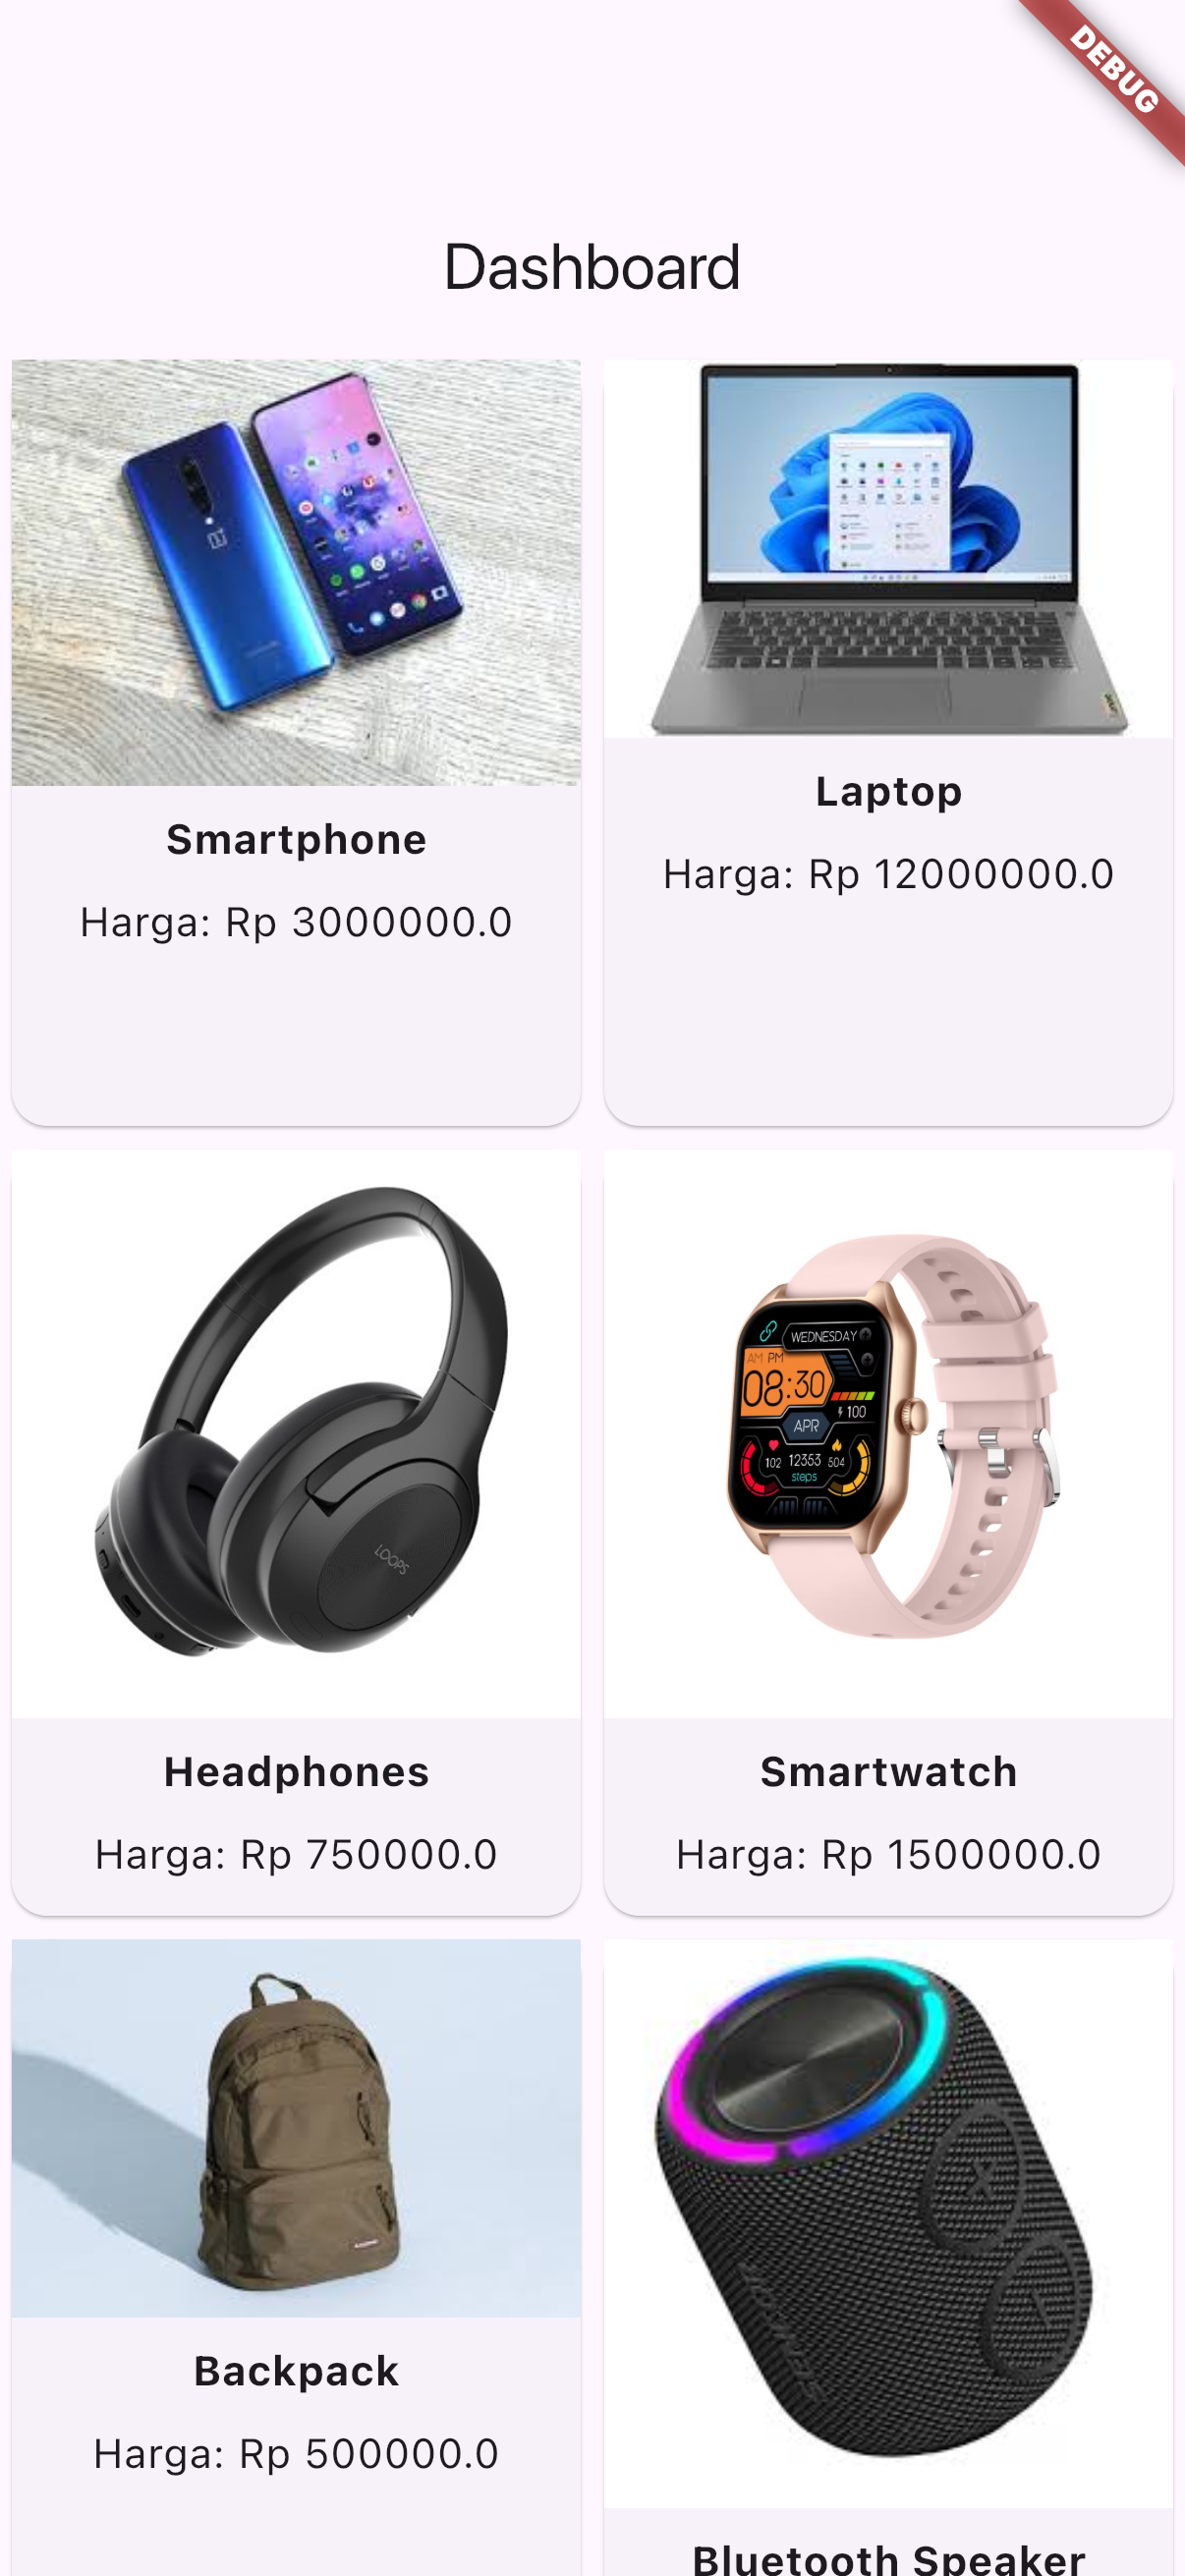 DEBUG
Dashboard
Smartphone
Harga: Rp 3000000.0
Laptop
Harga: Rp 12000000.0
LOOPS
WEDNESDAY
AM PM
08:30
100
APR
102 12353 504
steps
Headphones
Harga: Rp 750000.0
Smartwatch
Harga: Rp 1500000.0
Backpack
Harga: Rp 500000.0
Bluetooth Speaker